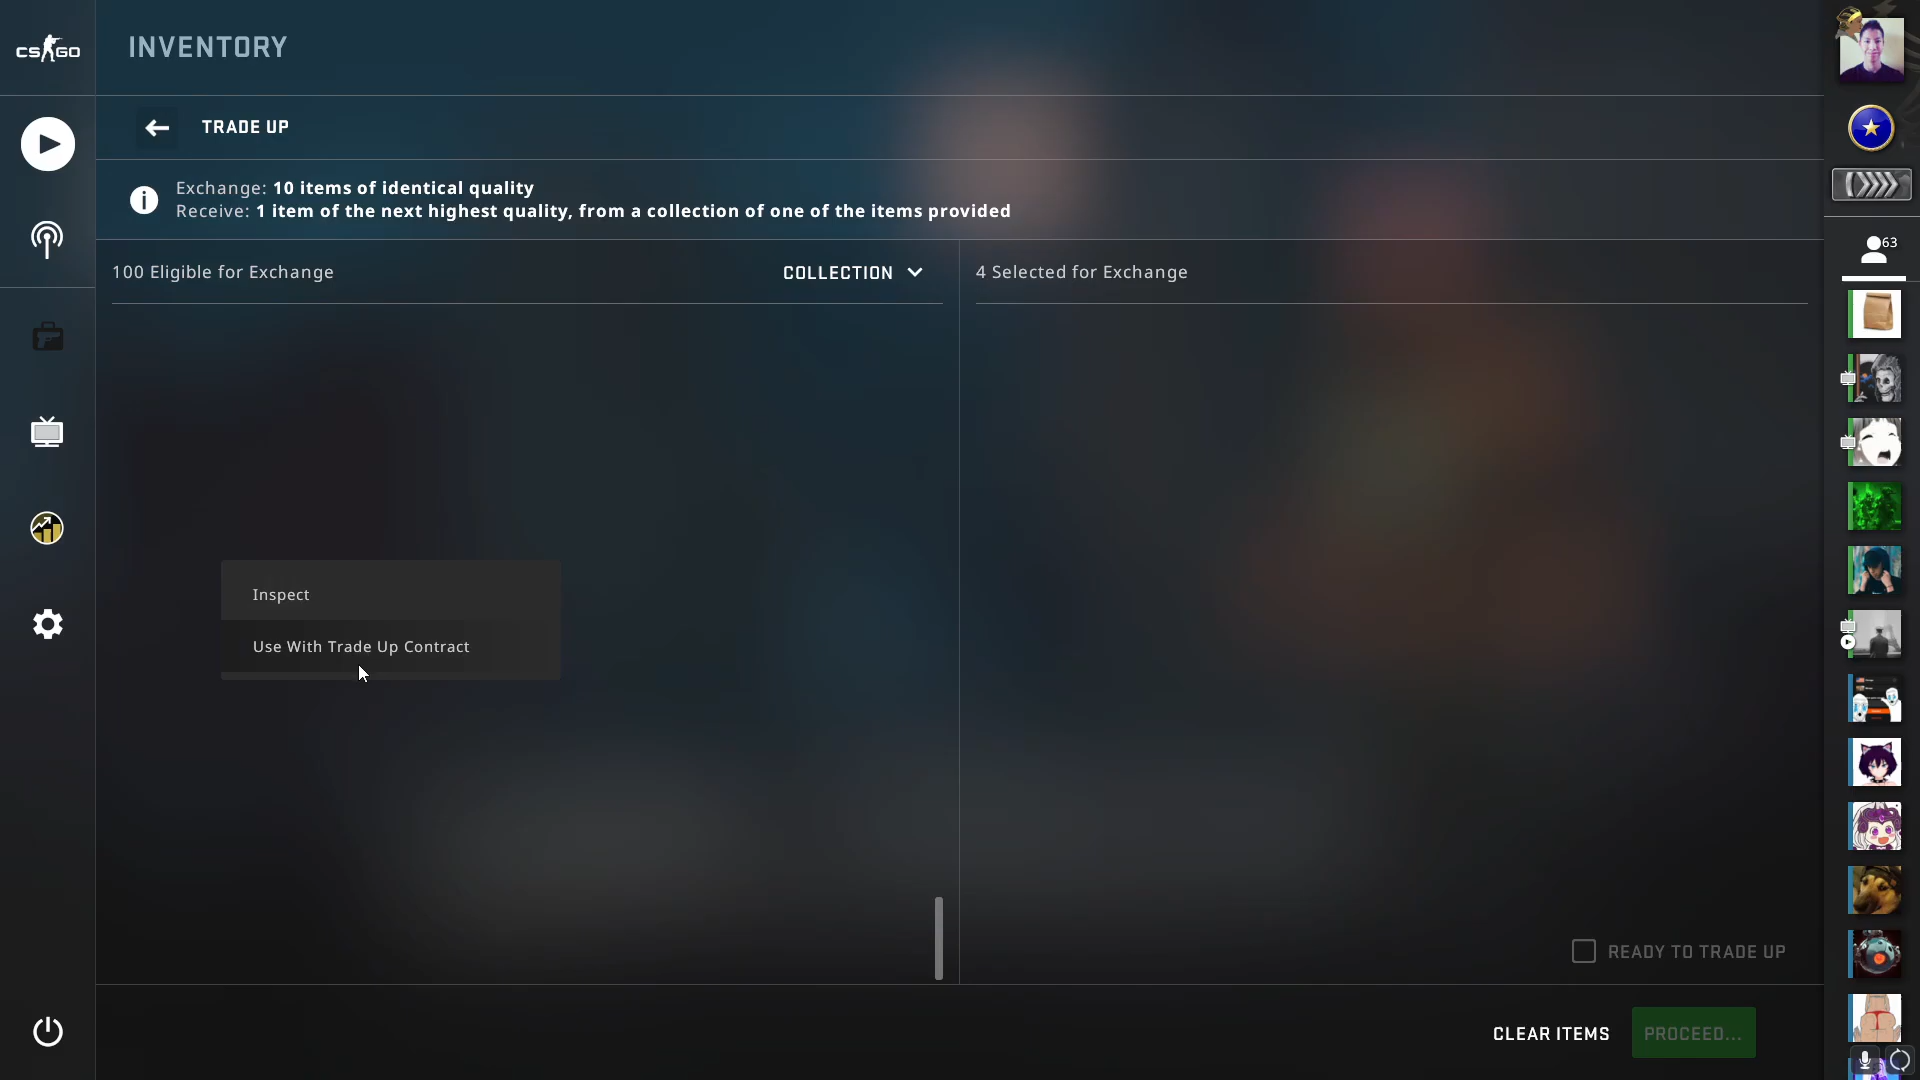 CS GO
INVENTORY
TRADE UP
Exchange: 10 items of identical quality
Receive: 1 item of the next highest quality, from a collection of one of the items provided
100 Eligible for Exchange
COLLECTION
4 Selected for Exchange
63
Inspect
Use With Trade Up Contract
READY TO TRADE UP
CLEAR ITEMS
PROCEED...